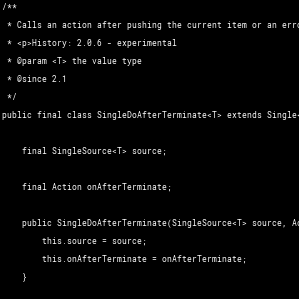 /**
 * Calls an action after pushing the current item or an
 * <p>History: 2.0.6 - experimental
 * @param <T> the value type
 * @since 2.1
 */
public final class SingleDoAfterTerminate<T> extends Single
    final SingleSource<T> source;
    final Action onAfterTerminate;
    public SingleDoAfterTerminate(SingleSource<T> source,
        this.source = source;
        this.onAfterTerminate = onAfterTerminate;
    }